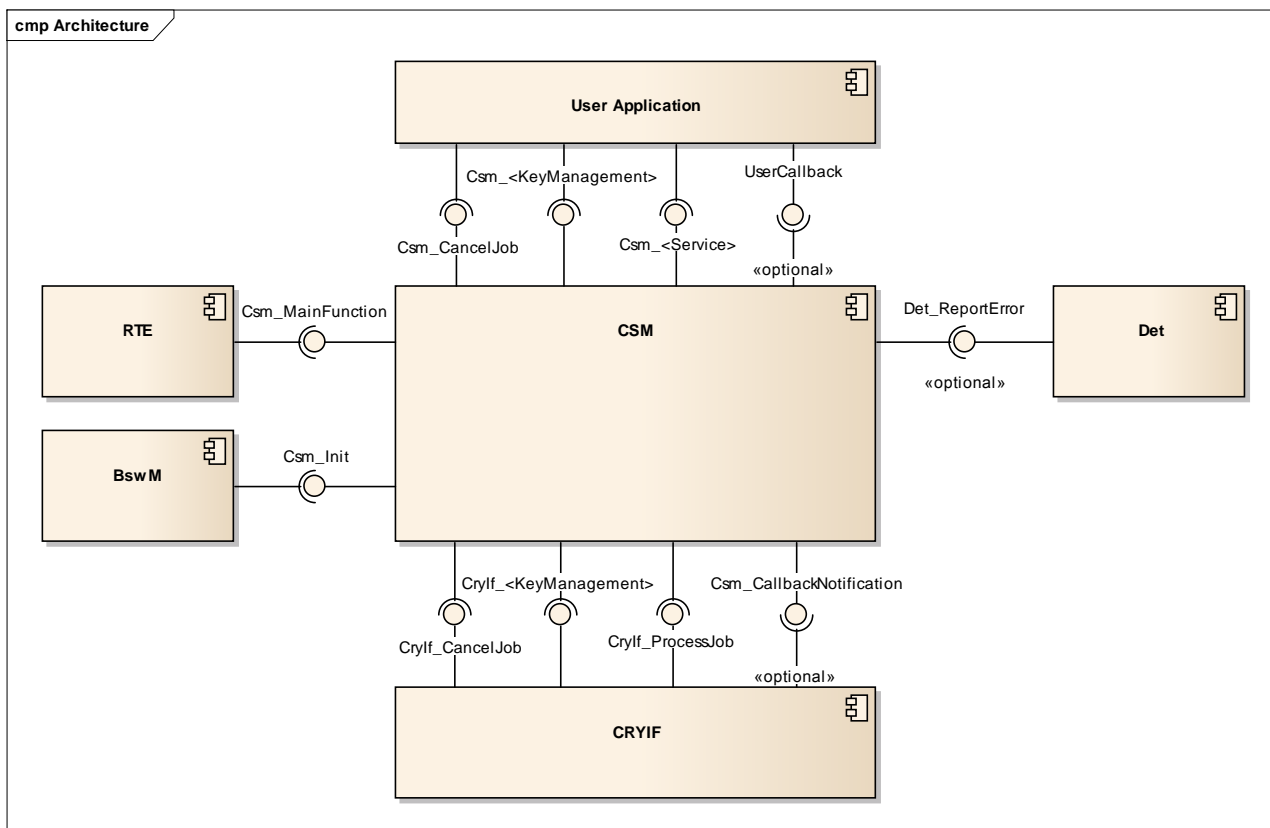 cmp Architecture
User Application
Csm_<KeyManagement>
UserCallback
Csm_CancelJob
Csm_<Service>
«optional»
RTE
Csm_MainFunction
CSM
Det_ReportError
Det
«optional»
BswM
Csm_Init
CryIf_<KeyManagement>
Csm_CallbackNotification
CryIf_CancelJob
CryIf_ProcessJob
«optional»
CRYIF